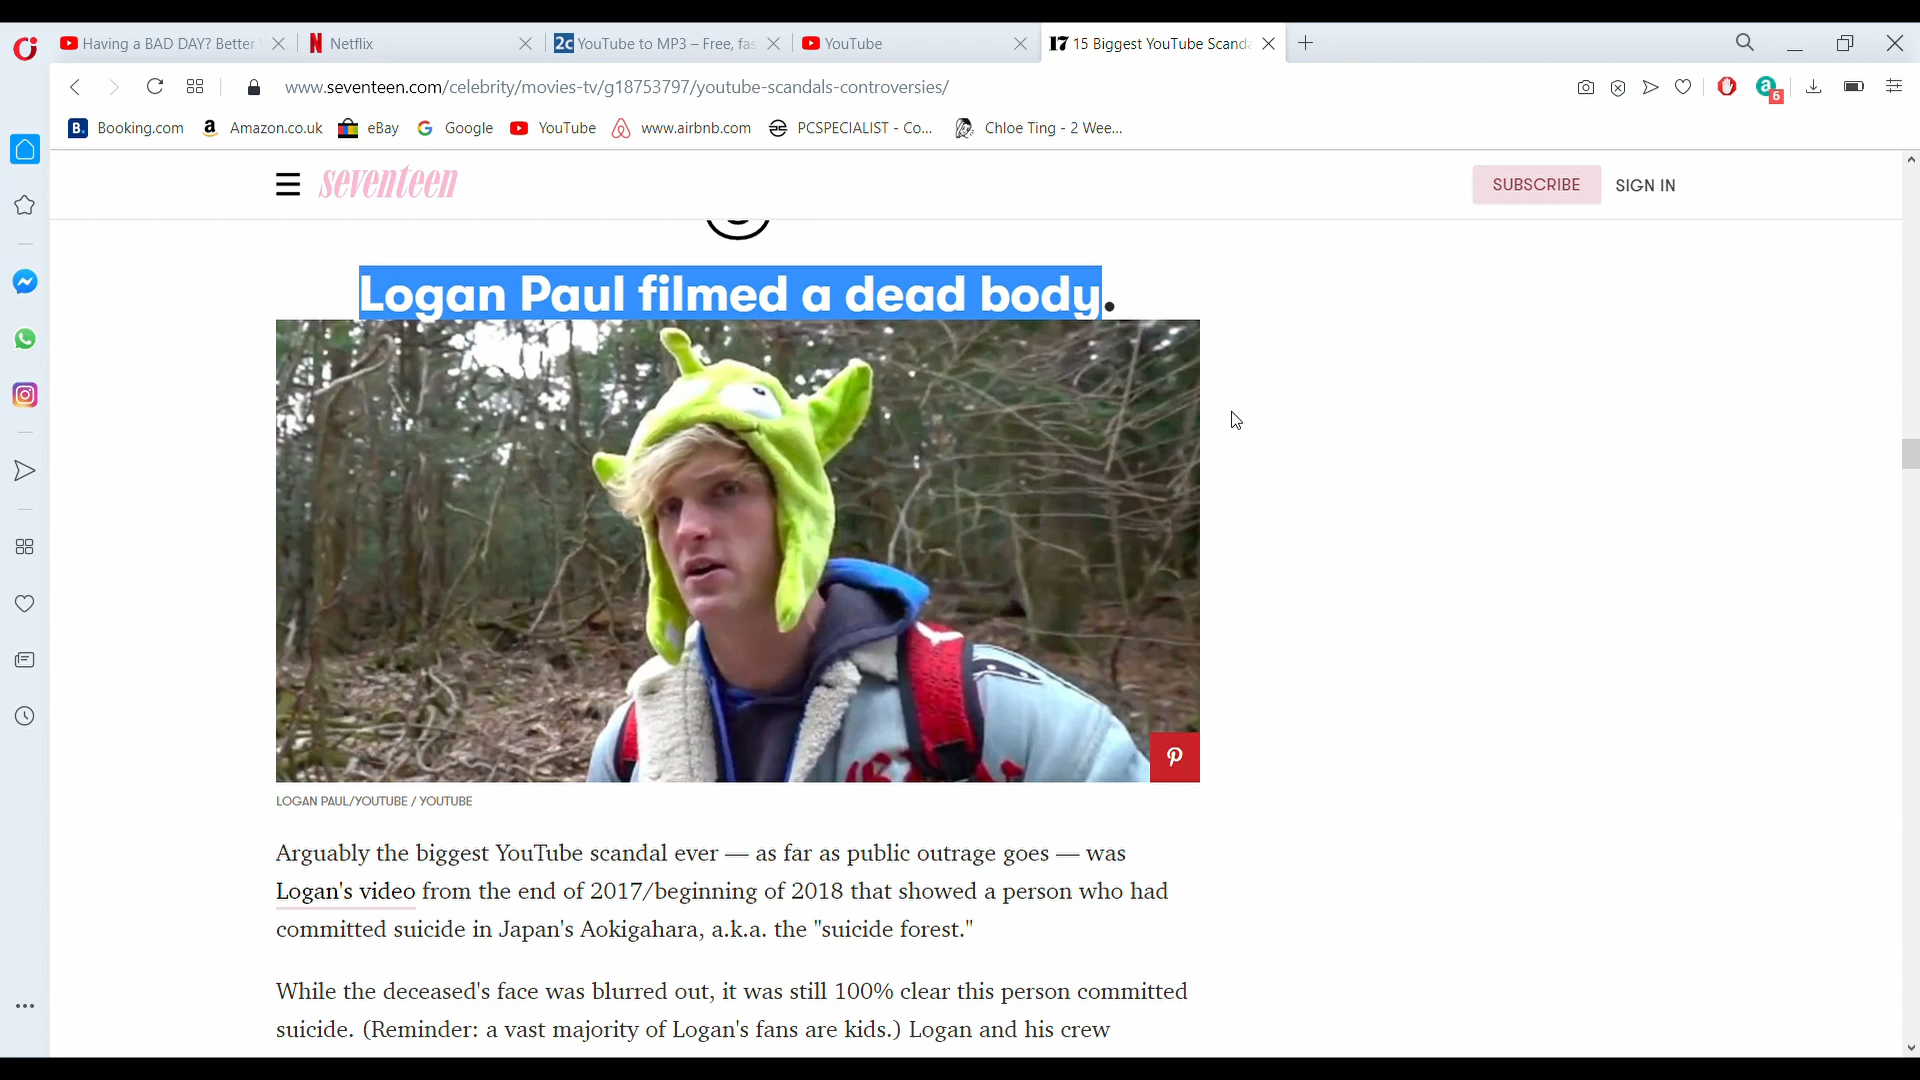 Having a BAD DAY? Better
Netflix
YouTube to MP3 – Free, fas
YouTube
17 15 Biggest YouTube Scanda
www.seventeen.com/celebrity/movies-tv/g18753797/youtube-scandals-controversies/
6
B. Booking.com
a Amazon.co.uk
eBay
G Google
YouTube
www.airbnb.com
PCSPECIALIST - Co...
Chloe Ting - 2 Wee...
seventeen
SUBSCRIBE
SIGN IN
Logan Paul filmed a dead body.
LOGAN PAUL/YOUTUBE / YOUTUBE
Arguably the biggest YouTube scandal ever — as far as public outrage goes — was
Logan's video from the end of 2017/beginning of 2018 that showed a person who had
committed suicide in Japan's Aokigahara, a.k.a. the "suicide forest."
While the deceased's face was blurred out, it was still 100% clear this person committed
suicide. (Reminder: a vast majority of Logan's fans are kids.) Logan and his crew